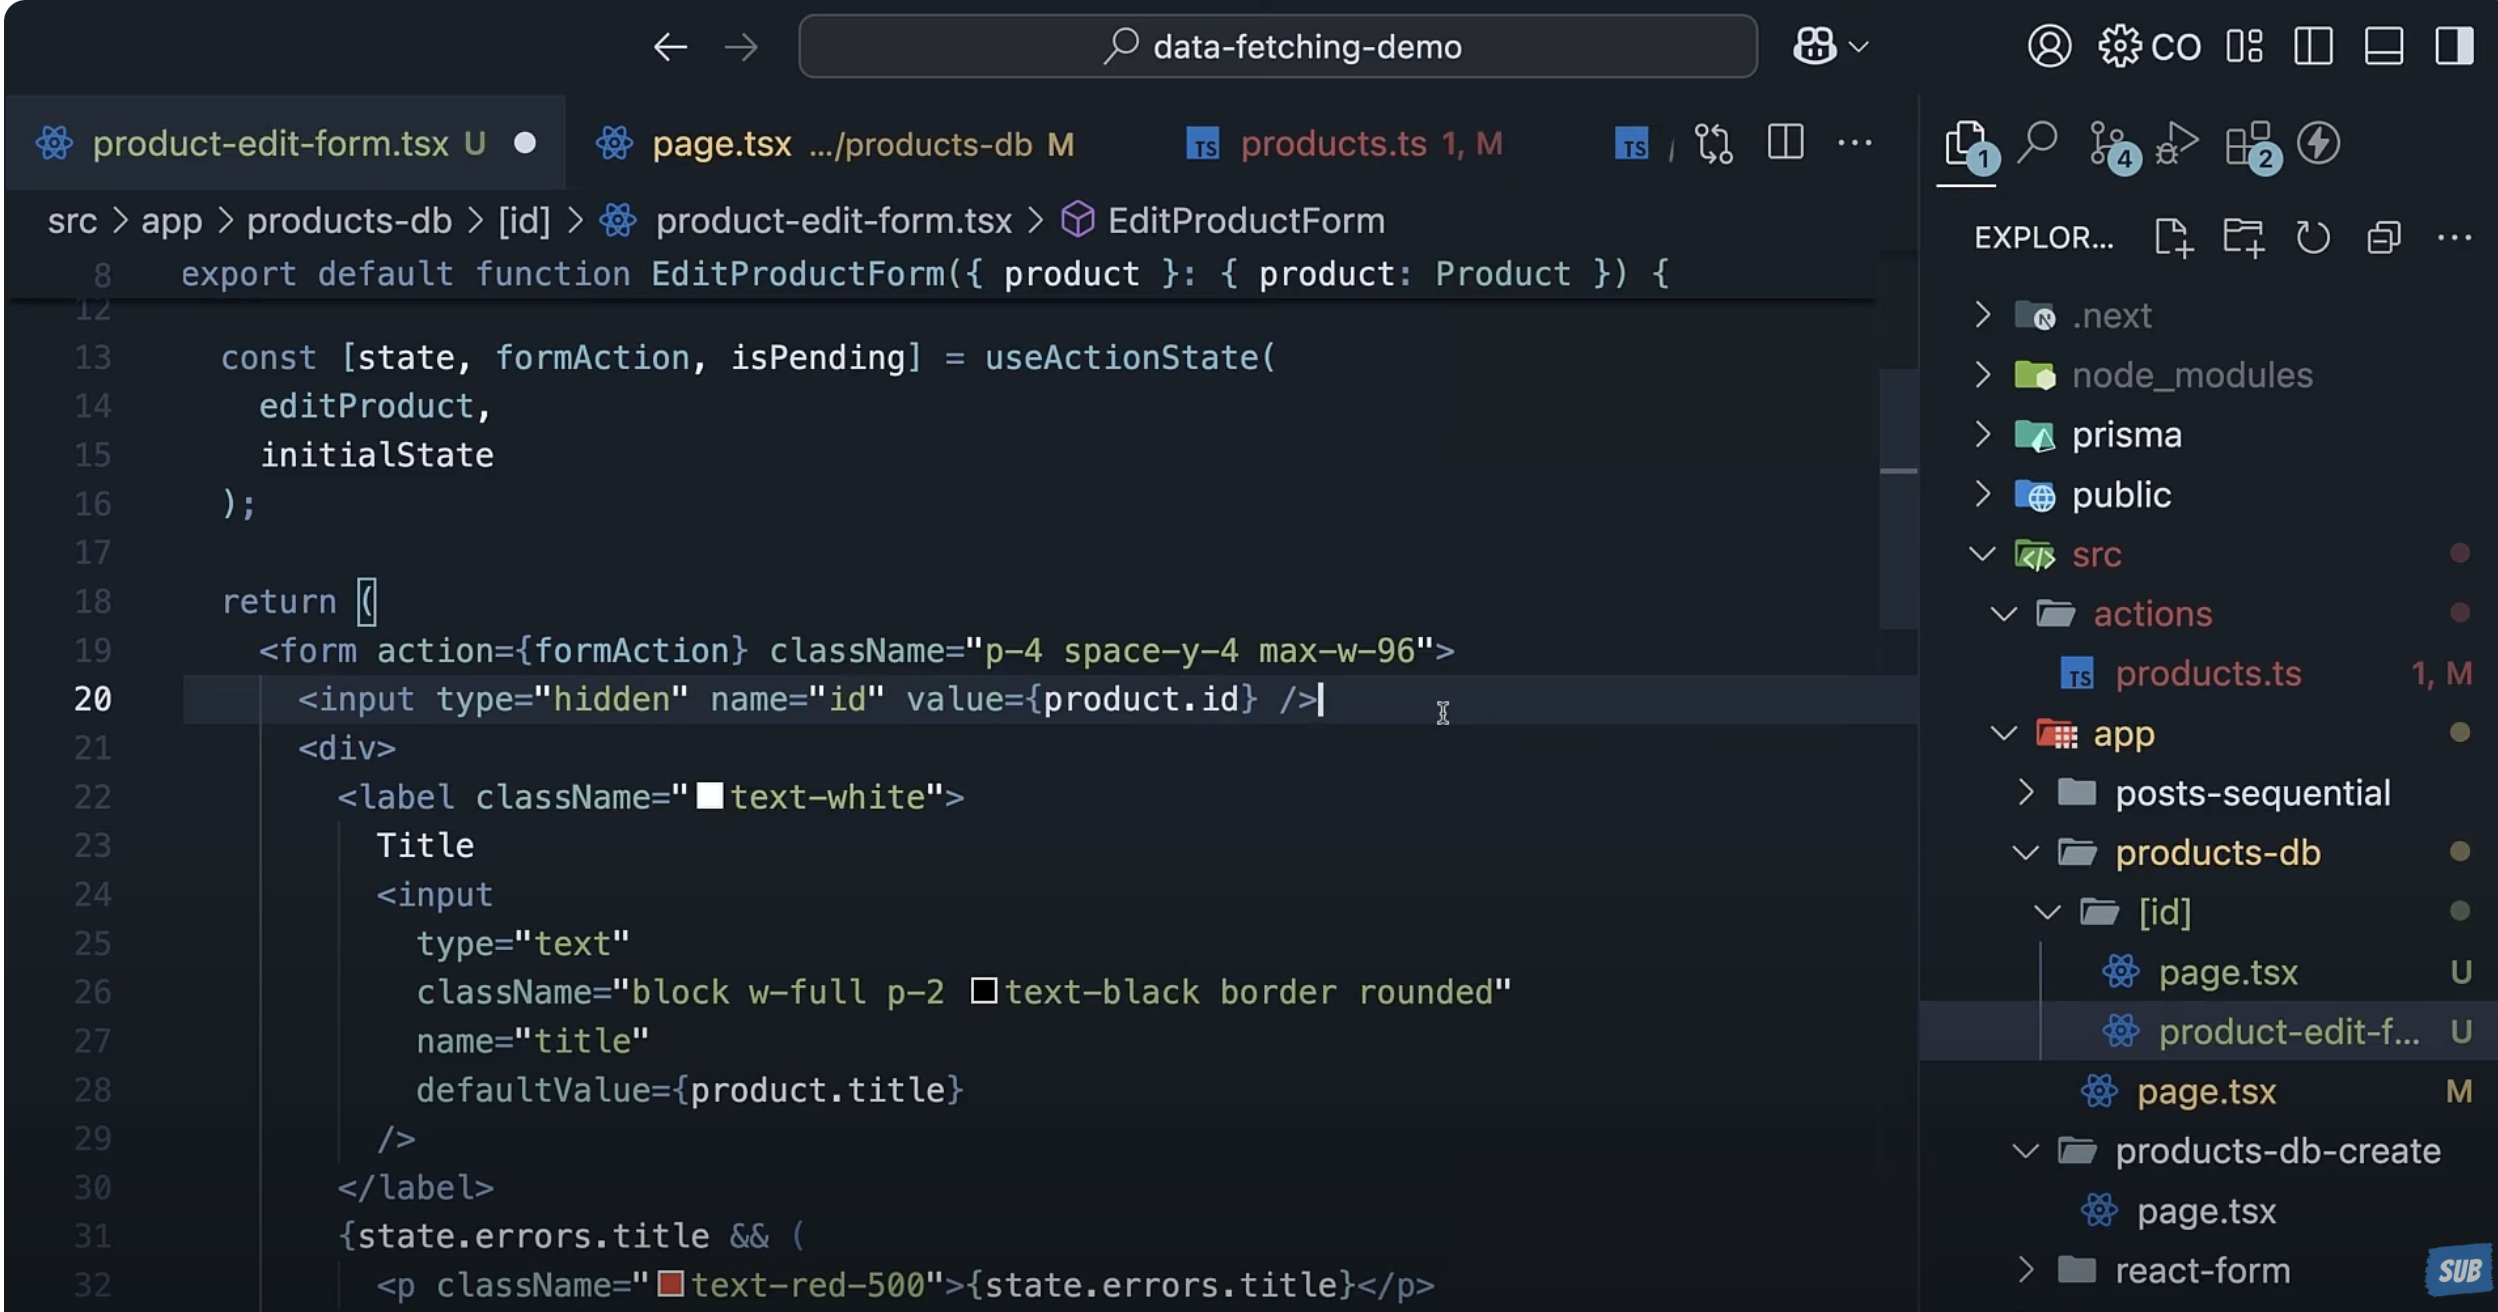 data-fetching-demo
CO
product-edit-form.tsx U
page.tsx .../products-db M
products.ts 1, M
src > app > products-db > [id] > product-edit-form.tsx > EditProductForm
8 export default function EditProductForm({ product }: { product: Product }) {
12
13 const [state, formAction, isPending] = useActionState(
14 editProduct,
15 initialState
16 );
17
18 return (
19 <form action={formAction} className="p-4 space-y-4 max-w-96">
20 <input type="hidden" name="id" value={product.id} />
21 <div>
22 <label className="text-white">
23 Title
24 <input
25 type="text"
26 className="block w-full p-2 text-black border rounded"
27 name="title"
28 defaultValue={product.title}
29 />
30 </label>
31 {state.errors.title && (
32 <p className="text-red-500">{state.errors.title}</p>
1
4
2
EXPLOR...
.next
node_modules
prisma
public
src
actions
TS products.ts 1, M
app
posts-sequential
products-db
[id]
page.tsx U
product-edit-f... U
page.tsx M
products-db-create
page.tsx
react-form
SUB